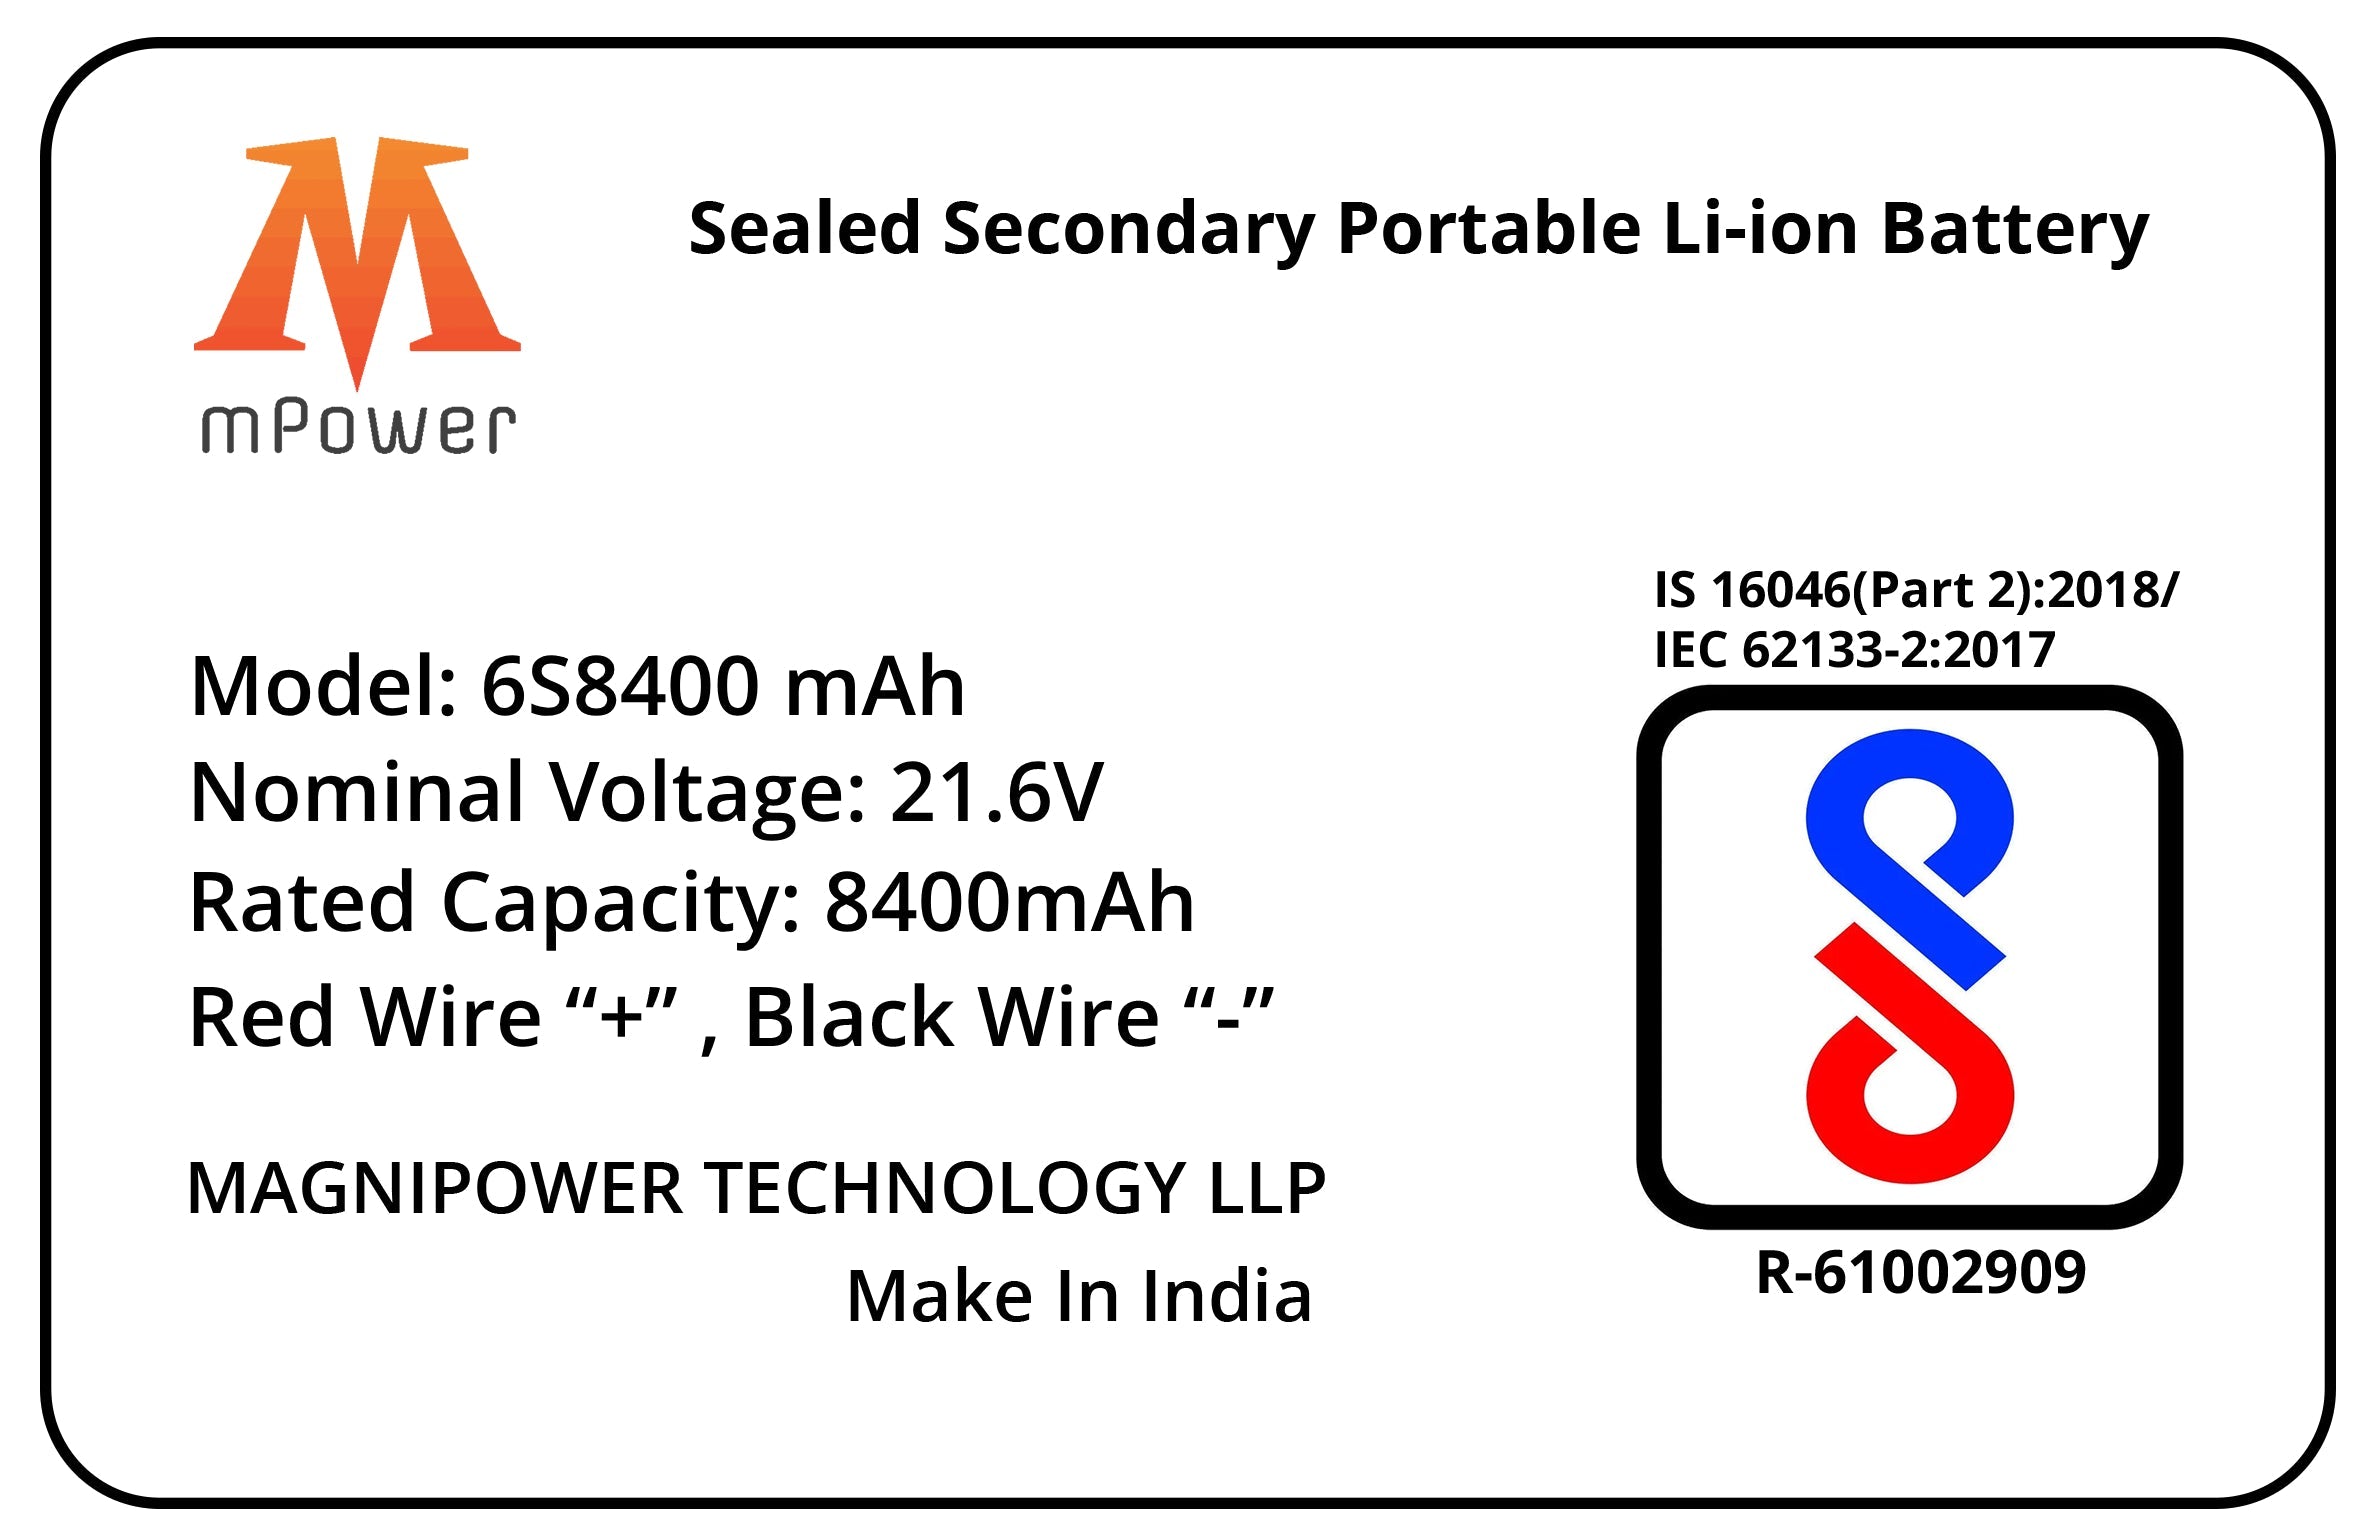 mPower
Sealed Secondary Portable Li-ion Battery
IS 16046(Part 2):2018/
IEC 62133-2:2017
Model: 6S8400 mAh
Nominal Voltage: 21.6V
Rated Capacity: 8400mAh
Red Wire “+” , Black Wire “-”
MAGNIPOWER TECHNOLOGY LLP
Make In India
R-61002909